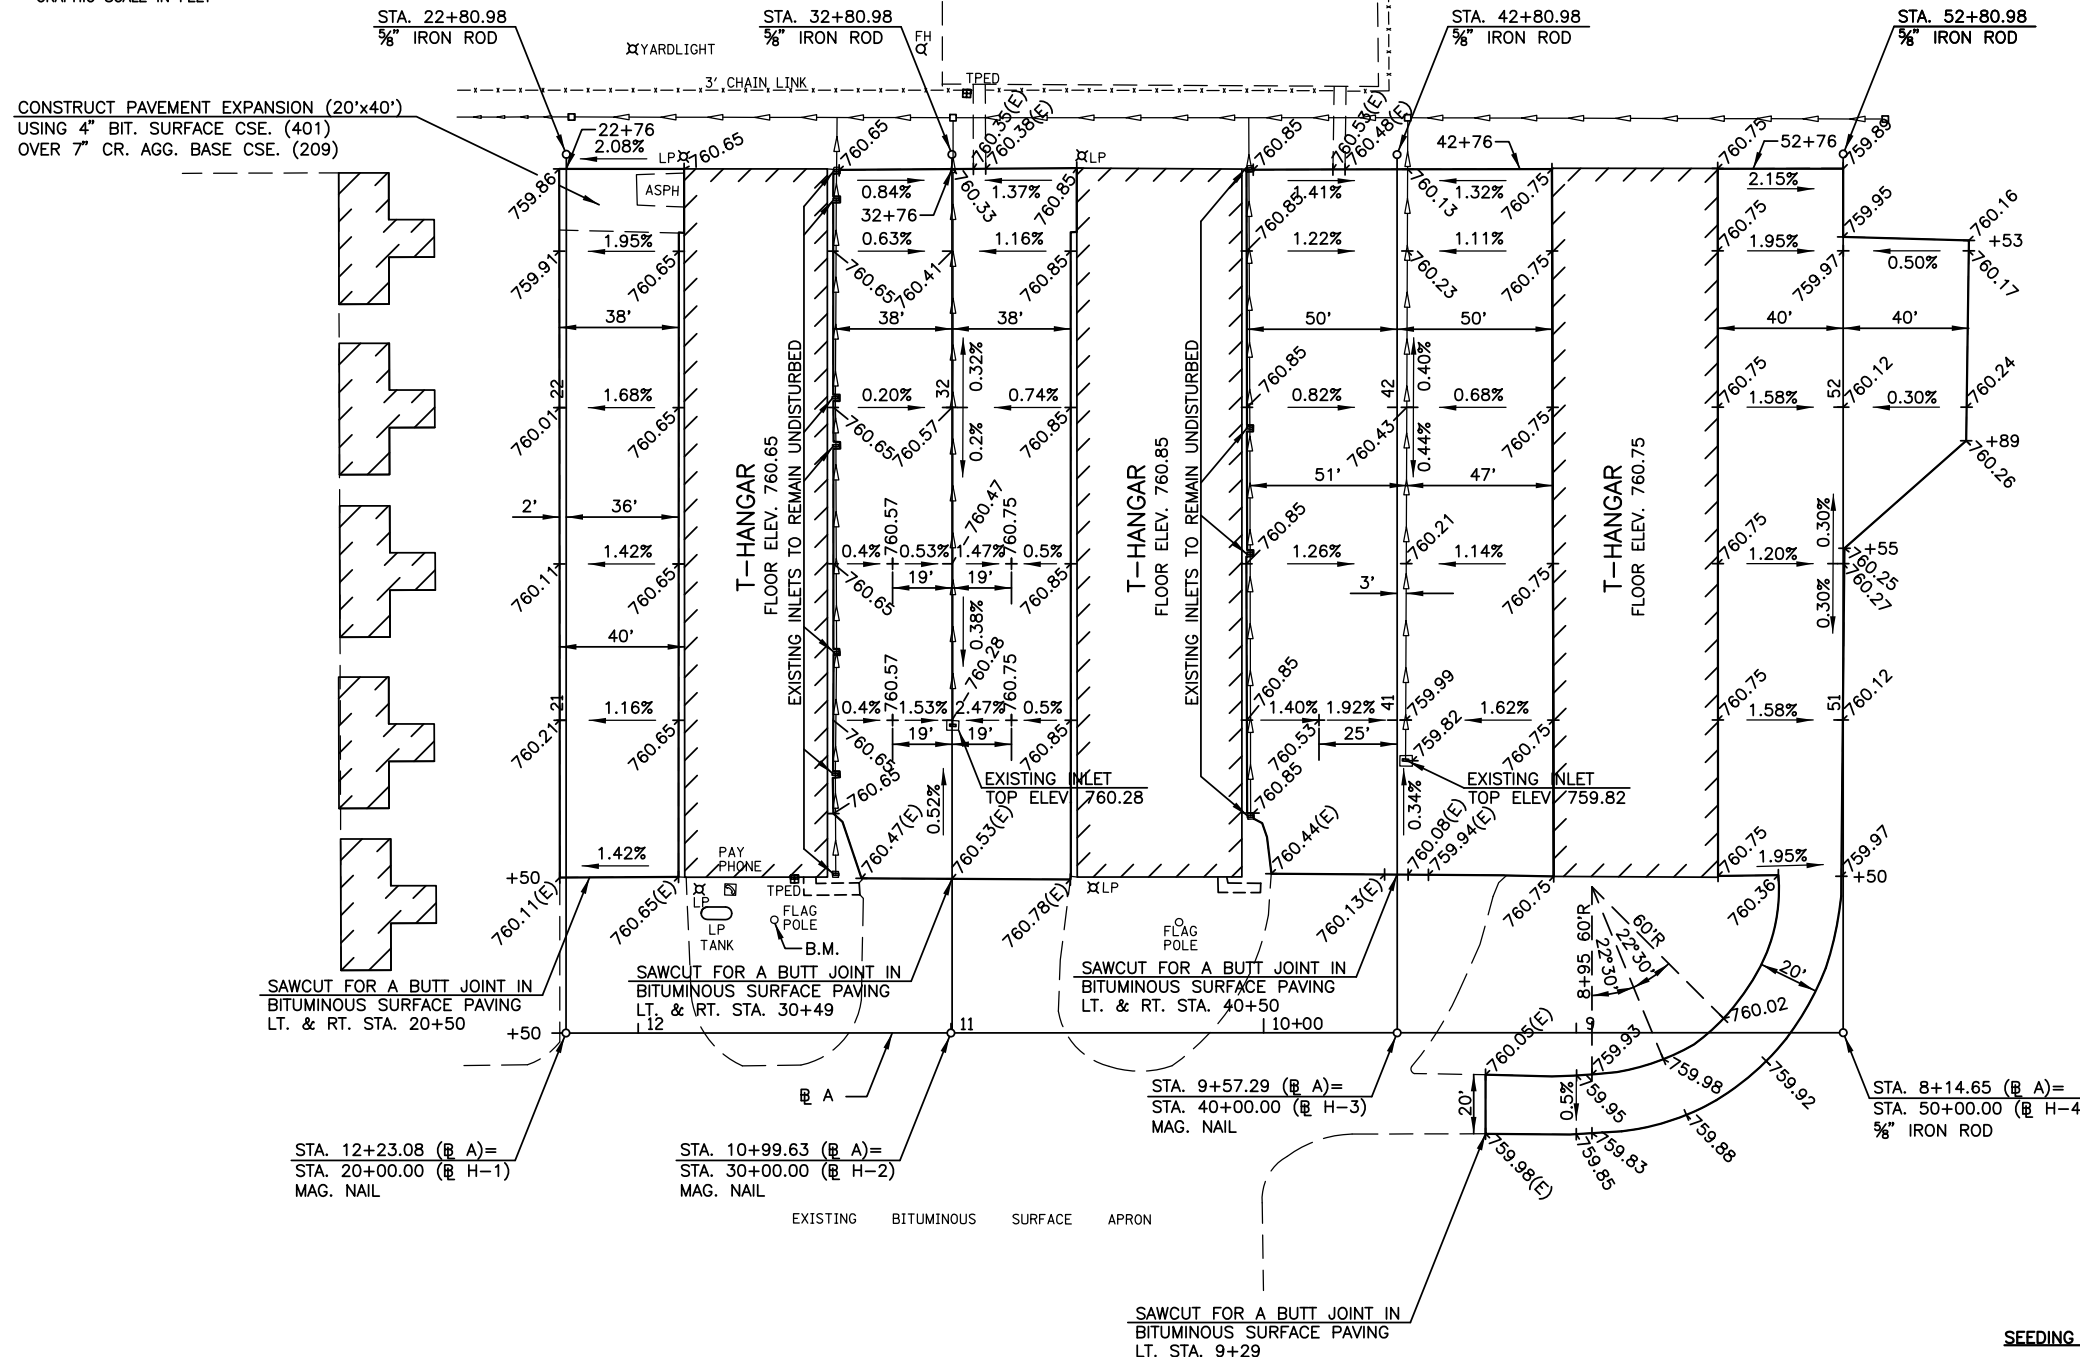 GRAPHIC SCALE IN FEET
STA. 22+80.98
⅝" IRON ROD
STA. 32+80.98
⅝" IRON ROD
STA. 42+80.98
⅝" IRON ROD
STA. 52+80.98
⅝" IRON ROD
YARDLIGHT
FH
3' CHAIN LINK
TPED
CONSTRUCT PAVEMENT EXPANSION (20'x40')
USING 4" BIT. SURFACE CSE. (401)
OVER 7" CR. AGG. BASE CSE. (209)
22+76
2.08%
LP
760.65
760.65
760.35(E)
760.38(E)
LP
760.85
760.53(E)
760.48(E)
42+76
760.75
52+76
759.89
ASPH
759.86
0.84%
32+76
760.33
1.37%
760.85
1.41%
760.13
1.32%
760.75
2.15%
759.95
760.16
+53
759.91
1.95%
760.65
0.63%
760.65
760.41
1.16%
760.85
760.85
1.22%
1.11%
760.23
760.75
760.75
1.95%
759.97
0.50%
760.17
38'
38'
38'
50'
50'
40'
40'
22
760.01
1.68%
760.65
0.20%
760.65
760.57
32
0.32%
0.2%
0.74%
760.85
760.85
0.82%
42
760.43
0.40%
0.44%
0.68%
760.75
760.75
1.58%
52
760.12
0.30%
760.24
+89
760.26
T-HANGAR
FLOOR ELEV. 760.65
EXISTING INLETS TO REMAIN UNDISTURBED
T-HANGAR
FLOOR ELEV. 760.85
EXISTING INLETS TO REMAIN UNDISTURBED
T-HANGAR
FLOOR ELEV. 760.75
2'
36'
51'
47'
760.11
1.42%
760.65
0.4%
760.65
760.57
0.53%
760.47
1.47%
760.75
0.5%
760.85
19'
19'
760.85
1.26%
760.21
1.14%
760.75
3'
760.75
1.20%
0.30%
0.30%
+55
760.25
760.27
40'
0.38%
21
760.21
1.16%
760.65
0.4%
760.65
760.57
1.53%
760.28
2.47%
760.75
0.5%
760.85
19'
19'
760.85
1.40%
760.53
1.92%
25'
41
759.99
759.82
1.62%
760.75
760.75
1.58%
51
760.12
760.65
0.52%
EXISTING INLET
TOP ELEV. 760.28
760.85
0.34%
EXISTING INLET
TOP ELEV. 759.82
+50
760.11(E)
1.42%
760.65(E)
PAY
PHONE
TPED
LP
LP
TANK
FLAG
POLE
B.M.
760.47(E)
760.53(E)
760.78(E)
LP
FLAG
POLE
760.44(E)
760.13(E)
760.08(E)
759.94(E)
760.75
760.75
1.95%
759.97
+50
760.36
8+95
60'R
22°30'
22°30'
60'R
20'
760.02
SAWCUT FOR A BUTT JOINT IN
BITUMINOUS SURFACE PAVING
LT. & RT. STA. 20+50
SAWCUT FOR A BUTT JOINT IN
BITUMINOUS SURFACE PAVING
LT. & RT. STA. 30+49
SAWCUT FOR A BUTT JOINT IN
BITUMINOUS SURFACE PAVING
LT. & RT. STA. 40+50
+50
12
11
10+00
9
760.05(E)
759.93
759.98
759.92
20'
0.5%
759.95
759.88
759.83
759.85
759.98(E)
℄ A
STA. 12+23.08 (℄ A)=
STA. 20+00.00 (℄ H-1)
MAG. NAIL
STA. 10+99.63 (℄ A)=
STA. 30+00.00 (℄ H-2)
MAG. NAIL
STA. 9+57.29 (℄ A)=
STA. 40+00.00 (℄ H-3)
MAG. NAIL
STA. 8+14.65 (℄ A)=
STA. 50+00.00 (℄ H-4
⅝" IRON ROD
EXISTING BITUMINOUS SURFACE APRON
SAWCUT FOR A BUTT JOINT IN
BITUMINOUS SURFACE PAVING
LT. STA. 9+29
SEEDING